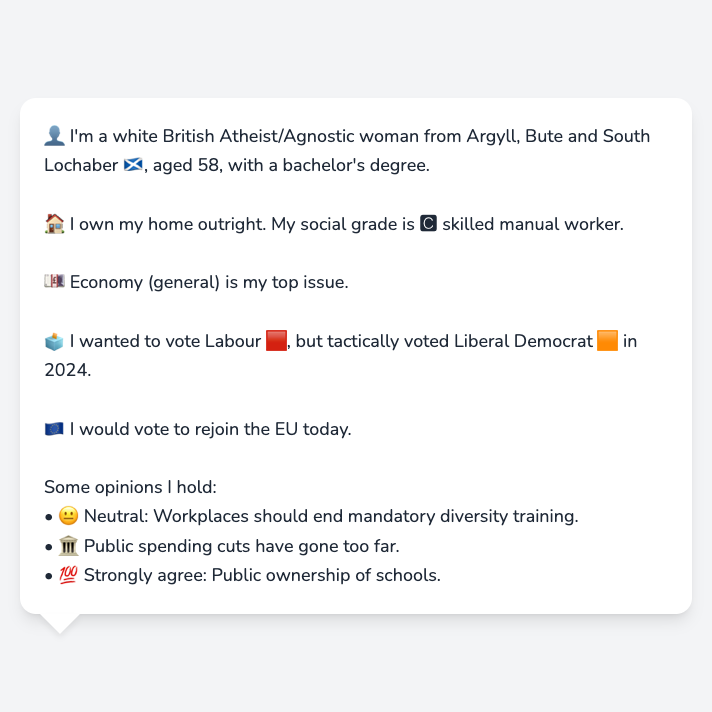 👤 I'm a white British Atheist/Agnostic woman from Argyll, Bute and South
Lochaber 🏴󠁧󠁢󠁳󠁣󠁴󠁿, aged 58, with a bachelor's degree.
🏠 I own my home outright. My social grade is 🅲 skilled manual worker.
💷 Economy (general) is my top issue.
🗳️ I wanted to vote Labour 🟥, but tactically voted Liberal Democrat 🟧 in
2024.
🇪🇺 I would vote to rejoin the EU today.
Some opinions I hold:
• 😐 Neutral: Workplaces should end mandatory diversity training.
• 🏛️ Public spending cuts have gone too far.
• 💯 Strongly agree: Public ownership of schools.